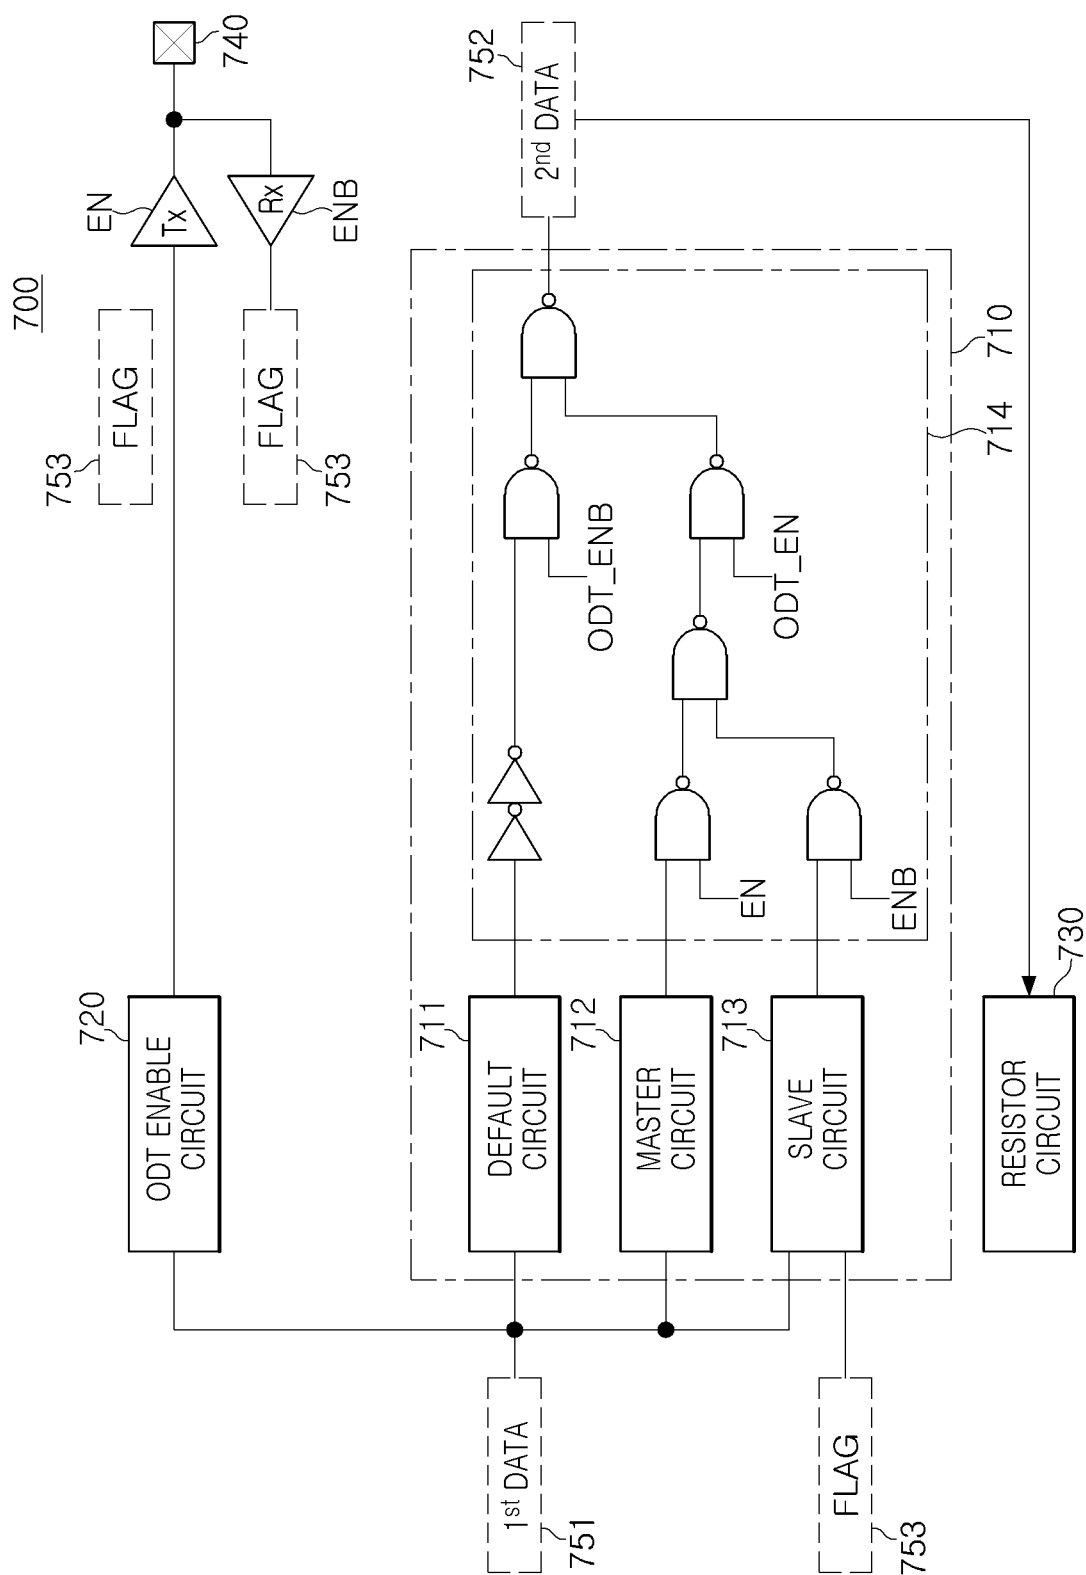 700
753
FLAG
EN
Tx
740
753
FLAG
Rx
ENB
720
ODT ENABLE
CIRCUIT
1st DATA
751
711
DEFAULT
CIRCUIT
712
MASTER
CIRCUIT
713
SLAVE
CIRCUIT
FLAG
753
EN
ENB
ODT_ENB
ODT_EN
714
710
752
2nd DATA
730
RESISTOR
CIRCUIT